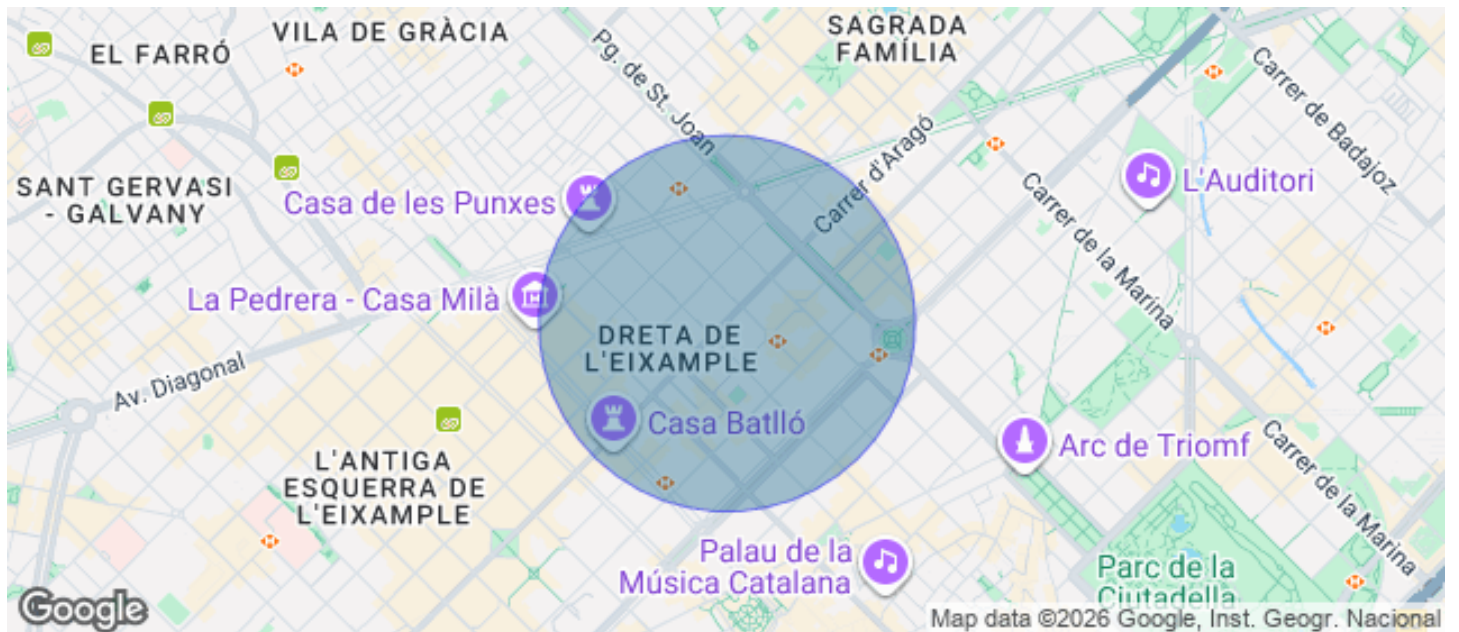 VILA DE GRÀCIA
EL FARRÓ
SAGRADA
FAMÍLIA
Pg. de St. Joan
Carrer de Badajoz
Carrer d'Aragó
SANT GERVASI
- GALVANY
Casa de les Punxes
L'Auditori
Carrer de la Marina
La Pedrera - Casa Milà
DRETA DE
L'EIXAMPLE
Av. Diagonal
Casa Batlló
Arc de Triomf
Carrer de la Marina
L'ANTIGA
ESQUERRA DE
L'EIXAMPLE
Palau de la
Música Catalana
Parc de la
Ciutadella
Google
Map data ©2026 Google, Inst. Geogr. Nacional